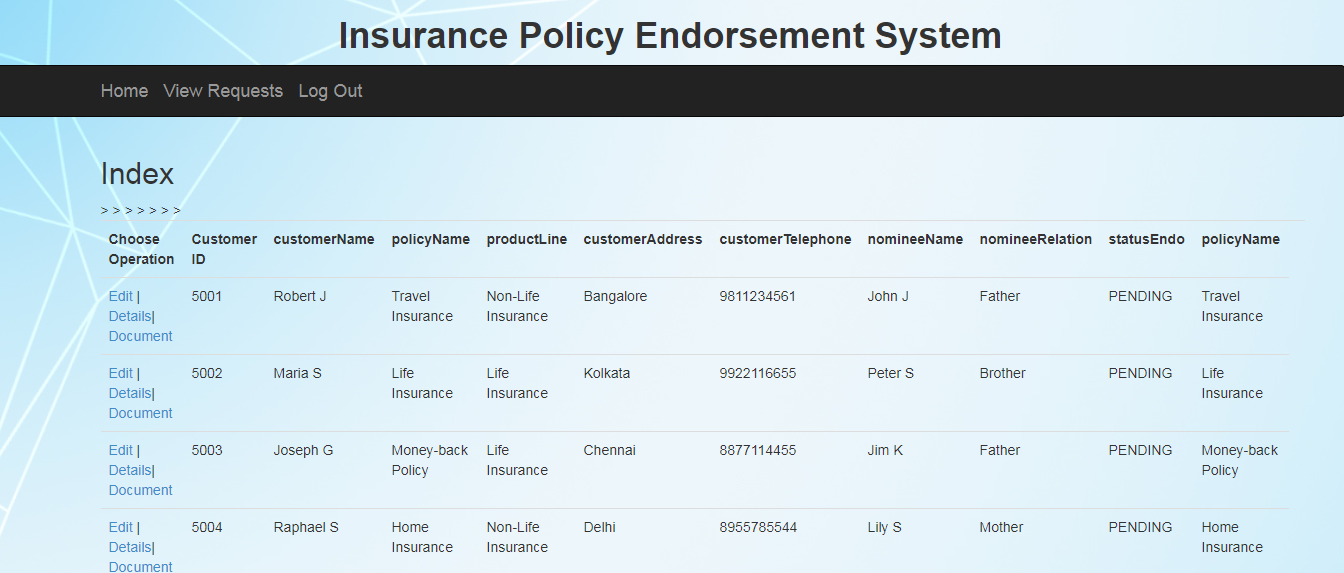 Insurance Policy Endorsement System
Home View Requests Log Out
Index
> > > > > > >
Choose Operation Customer ID customerName policyName productLine customerAddress customerTelephone nomineeName nomineeRelation statusEndo policyName
Edit | Details| Document 5001 Robert J Travel Insurance Non-Life Insurance Bangalore 9811234561 John J Father PENDING Travel Insurance
Edit | Details| Document 5002 Maria S Life Insurance Life Insurance Kolkata 9922116655 Peter S Brother PENDING Life Insurance
Edit | Details| Document 5003 Joseph G Money-back Policy Life Insurance Chennai 8877114455 Jim K Father PENDING Money-back Policy
Edit | Details| Document 5004 Raphael S Home Insurance Non-Life Insurance Delhi 8955785544 Lily S Mother PENDING Home Insurance